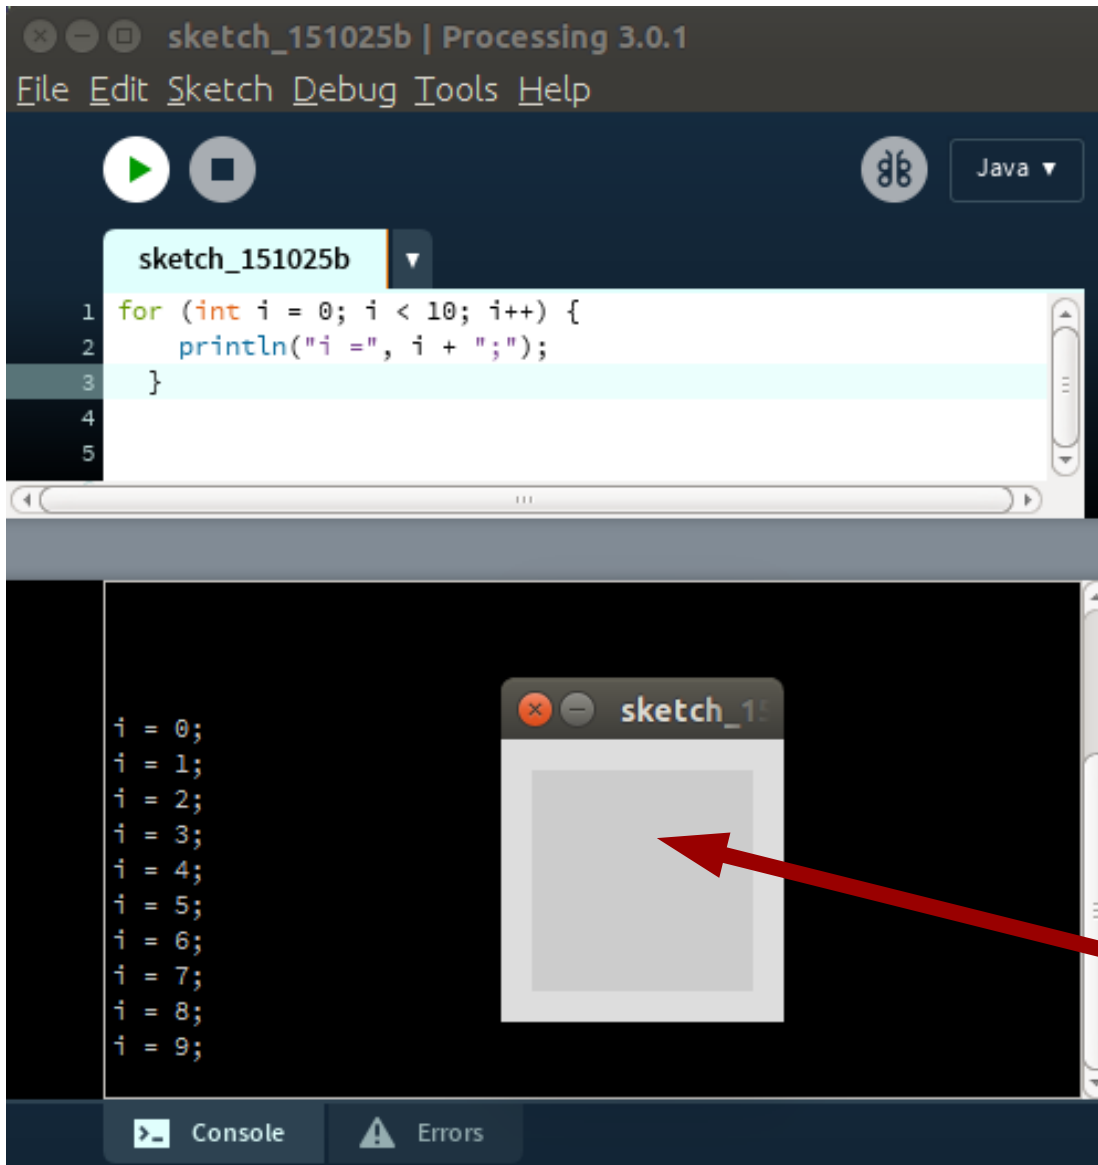 sketch_151025b | Processing 3.0.1
File Edit Sketch Debug Tools Help
Java
sketch_151025b
1 for (int i = 0; i < 10; i++) {
2 println("i =", i + ";");
3 }
4
5
i = 0;
i = 1;
i = 2;
i = 3;
i = 4;
i = 5;
i = 6;
i = 7;
i = 8;
i = 9;
sketch_15
Console Errors